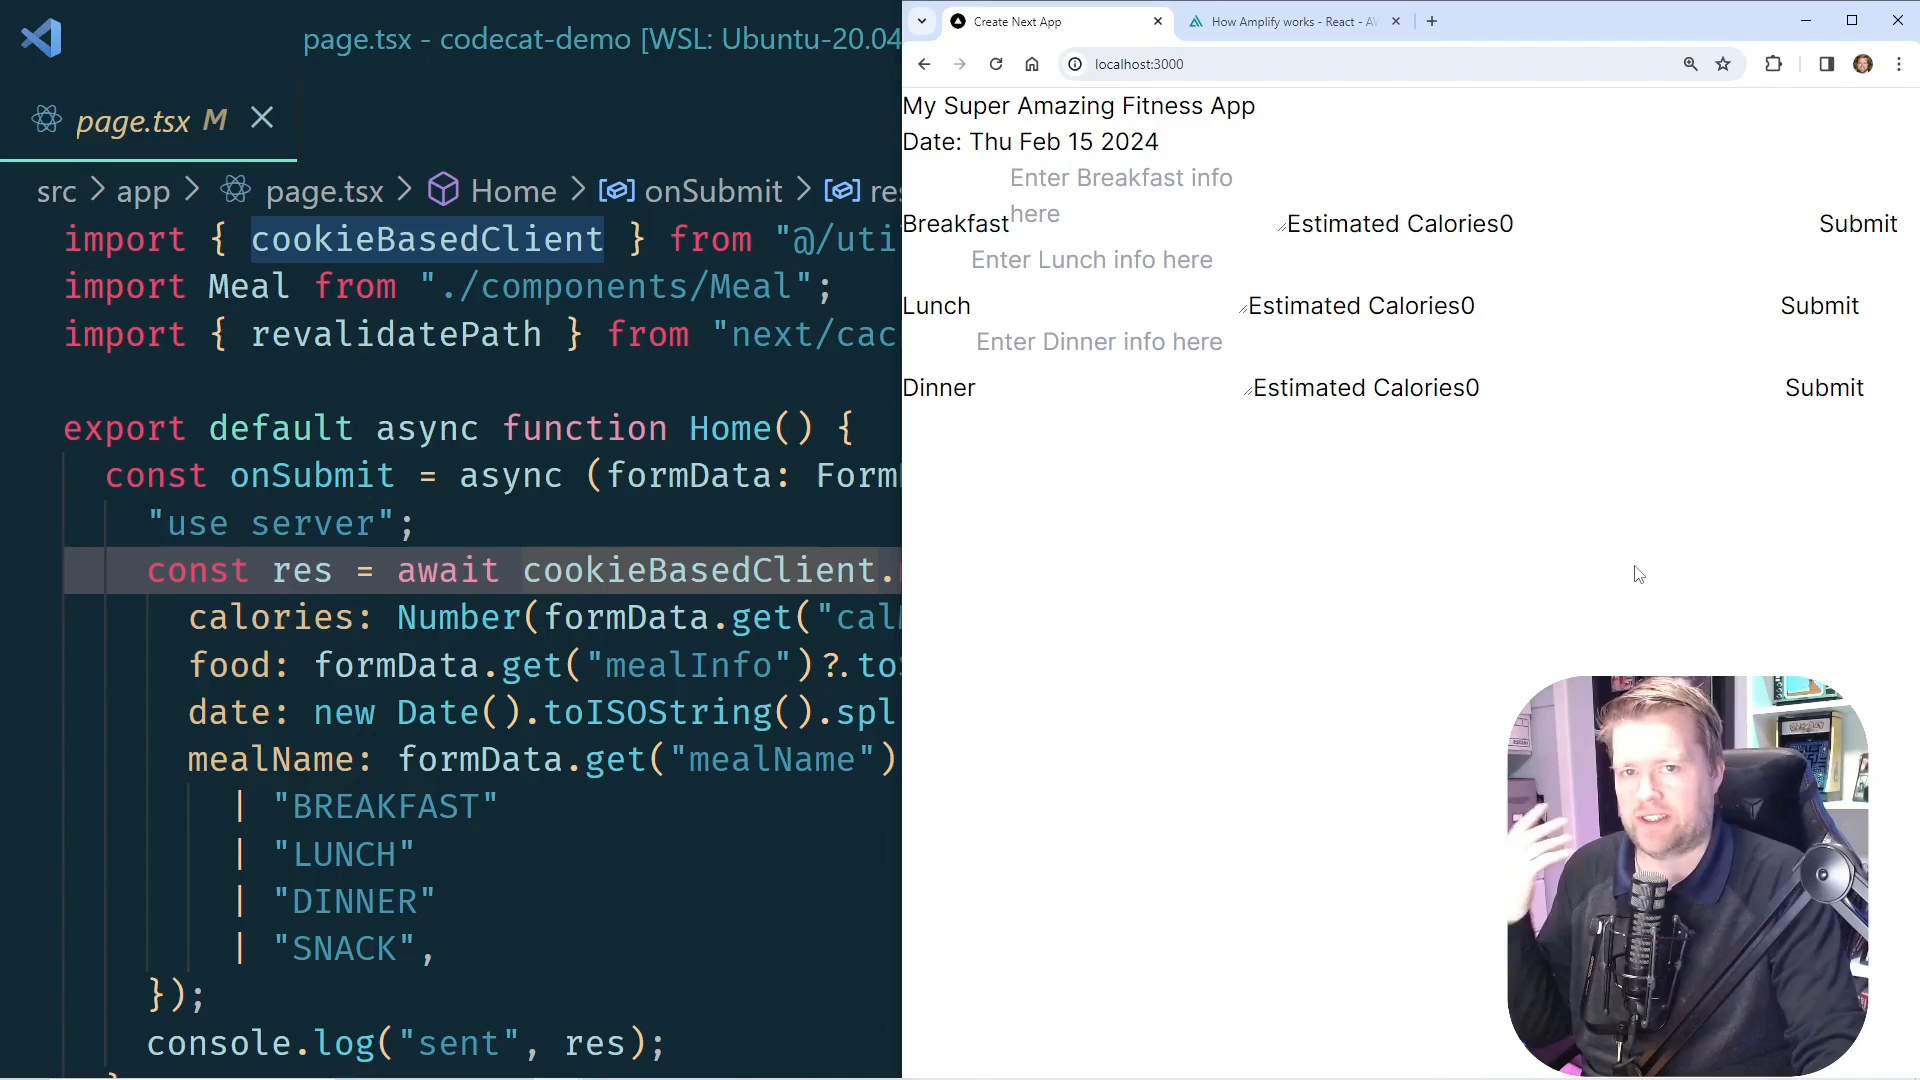 page.tsx - codecat-demo [WSL: Ubuntu-20.04
page.tsx M
src > app > page.tsx > Home > onSubmit > res
import { cookieBasedClient } from "@/uti
import Meal from "./components/Meal";
import { revalidatePath } from "next/cac
export default async function Home() {
const onSubmit = async (formData: Form
"use server";
const res = await cookieBasedClient.
calories: Number(formData.get("cal
food: formData.get("mealInfo")?.to
date: new Date().toISOString().spl
mealName: formData.get("mealName")
| "BREAKFAST"
| "LUNCH"
| "DINNER"
| "SNACK",
});
console.log("sent", res);
Create Next App
How Amplify works - React - AW
localhost:3000
My Super Amazing Fitness App
Date: Thu Feb 15 2024
Enter Breakfast info
here
Breakfast Estimated Calories0 Submit
Enter Lunch info here
Lunch Estimated Calories0 Submit
Enter Dinner info here
Dinner Estimated Calories0 Submit